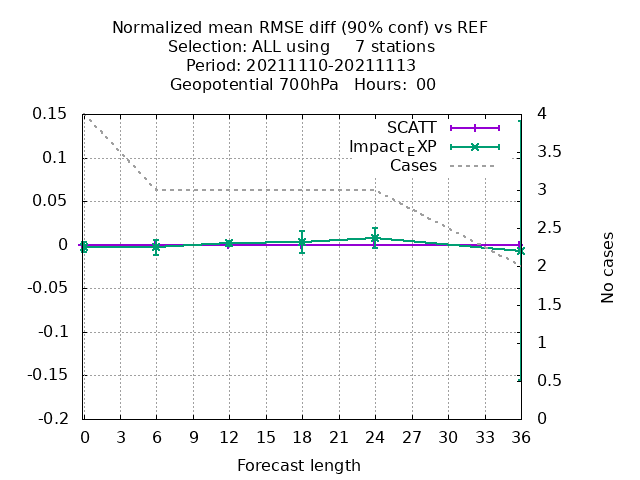 Normalized mean RMSE diff (90% conf) vs REF
Selection: ALL using     7 stations
Period: 20211110-20211113
Geopotential 700hPa   Hours:  00
0.15
0.1
0.05
0
-0.05
-0.1
-0.15
-0.2
SCATT
Impact_EXP
Cases
4
3.5
3
2.5
2
1.5
1
0.5
0
No cases
0 3 6 9 12 15 18 21 24 27 30 33 36
Forecast length